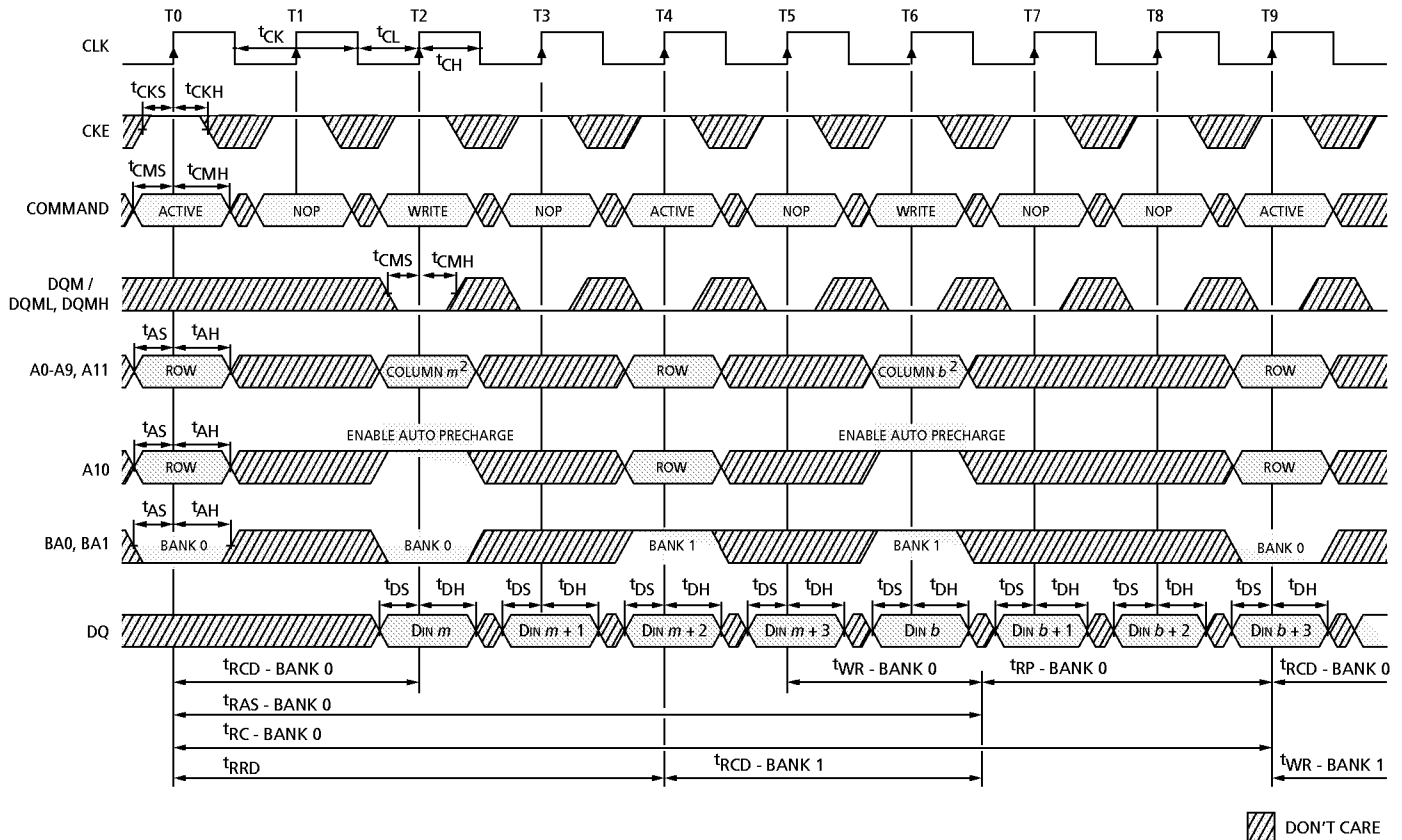 T0 T1 T2 T3 T4 T5 T6 T7 T8 T9
CLK tCK tCL tCH
tCKS tCKH
CKE
tCMS tCMH
COMMAND ACTIVE NOP WRITE NOP ACTIVE NOP WRITE NOP NOP ACTIVE
tCMS tCMH
DQM /
DQML, DQMH
tAS tAH
A0-A9, A11 ROW COLUMN m2 ROW COLUMN b2 ROW
tAS tAH ENABLE AUTO PRECHARGE ENABLE AUTO PRECHARGE
A10 ROW ROW ROW
tAS tAH
BA0, BA1 BANK 0 BANK 0 BANK 1 BANK 1 BANK 0
tDS tDH tDS tDH tDS tDH tDS tDH tDS tDH tDS tDH tDS tDH tDS tDH
DQ DIN m DIN m + 1 DIN m + 2 DIN m + 3 DIN b DIN b + 1 DIN b + 2 DIN b + 3
tRCD - BANK 0 tWR - BANK 0 tRP - BANK 0 tRCD - BANK 0
tRAS - BANK 0
tRC - BANK 0
tRRD tRCD - BANK 1 tWR - BANK 1
DON'T CARE